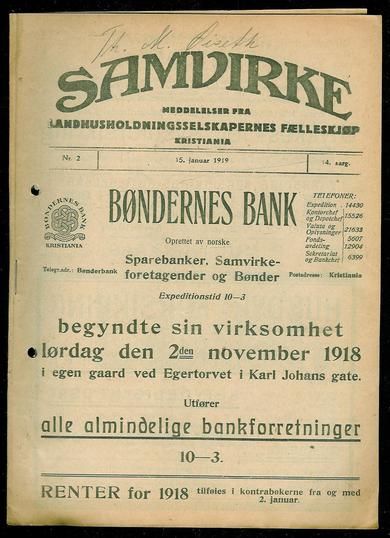 Th. M. Øiseth
SAMVIRKE
MEDDELELSER FRA
LANDHUSHOLDNINGSSELSKAPERNES FÆLLESKJØP
KRISTIANIA
Nr. 2
15. januar 1919
14. aarg.
BØNDERNES BANK
KRISTIANIA
Telegr.adr.: Bønderbank
BØNDERNES BANK
Oprettet av norske
Sparebanker, Samvirke-
foretagender og Bønder
Expeditionstid 10—3
TELEFONER:
Expedition . 14430
Kontorchef og Depotchef 15526
Valuta og Oplysninger 21633
Fonds- 5607
avdeling 12904
Sekretariat og Bankchef 6399
Postadresse: Kristiania
begyndte sin virksomhet
lørdag den 2den november 1918
i egen gaard ved Egertorvet i Karl Johans gate.
Utfører
alle almindelige bankforretninger
10—3.
RENTER for 1918 tilføies i kontrabøkerne fra og med
2. januar.